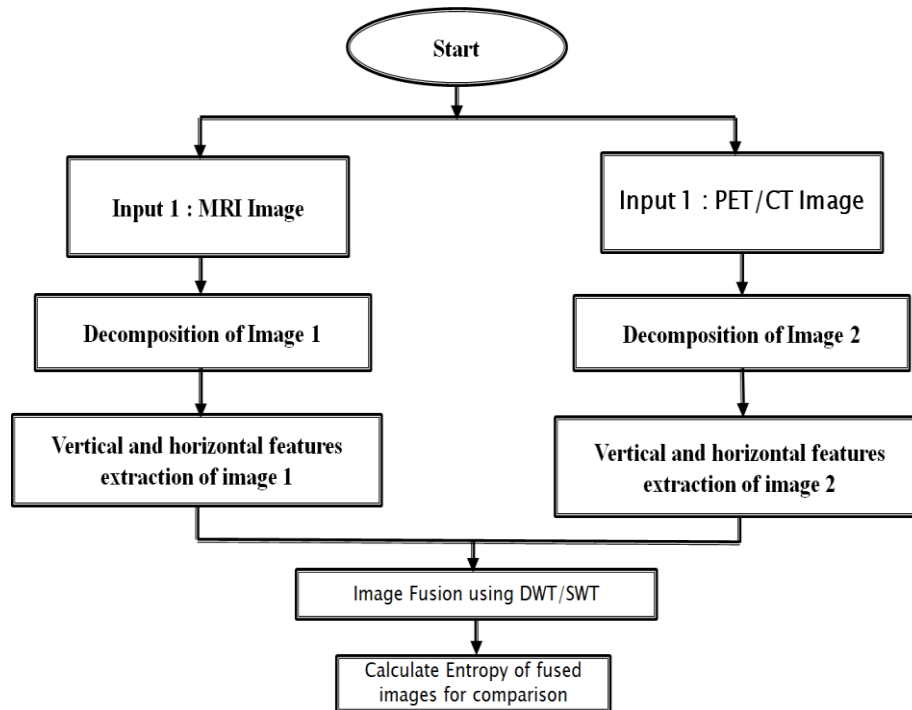 Start
Input 1 : MRI Image
Input 1 : PET/CT Image
Decomposition of Image 1
Decomposition of Image 2
Vertical and horizontal features
extraction of image 1
Vertical and horizontal features
extraction of image 2
Image Fusion using DWT/SWT
Calculate Entropy of fused
images for comparison